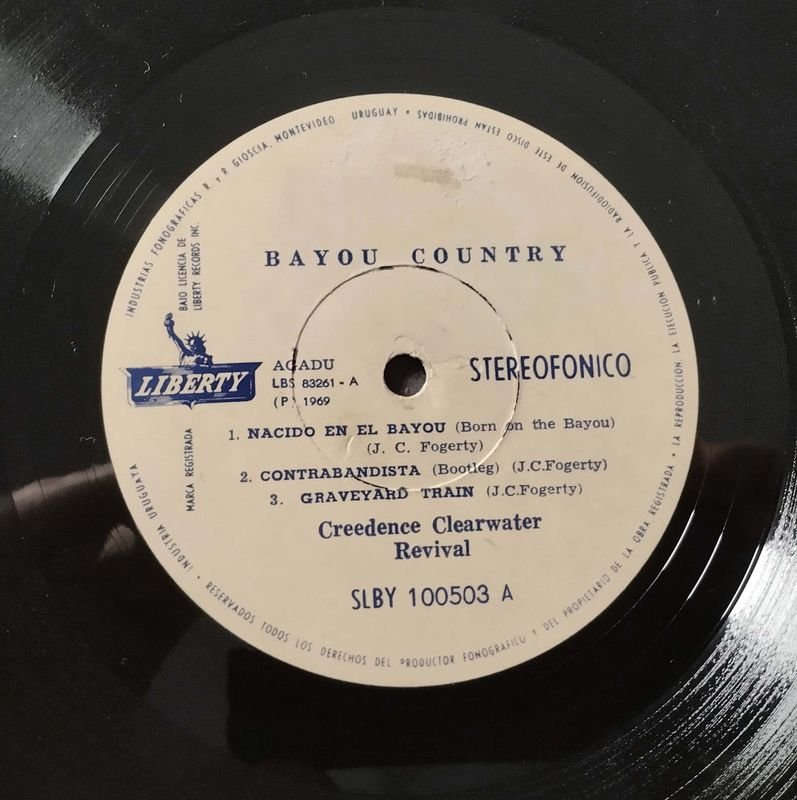 INDUSTRIAS FONOGRAFICAS R. y R. GIOSCIA, MONTEVIDEO URUGUAY • 
RESERVADOS TODOS LOS DERECHOS DEL PRODUCTOR FONOGRAFICO Y DEL PROPIETARIO DE LA OBRA REGISTRADA • LA REPRODUCCION, LA EJECUCION PUBLICA Y LA RADIODIFUSION DE ESTE DISCO ESTAN PROHIBIDAS •
INDUSTRIA URUGUAYA •
BAJO LICENCIA DE
LIBERTY RECORDS INC.
BAYOU COUNTRY
LIBERTY
MARCA REGISTRADA
AGADU
LBS 83261 - A
(P) 1969
STEREOFONICO
1. NACIDO EN EL BAYOU (Born on the Bayou)
(J. C. Fogerty)
2. CONTRABANDISTA (Bootleg) (J.C.Fogerty)
3. GRAVEYARD TRAIN (J.C.Fogerty)
Creedence Clearwater
Revival
SLBY 100503 A